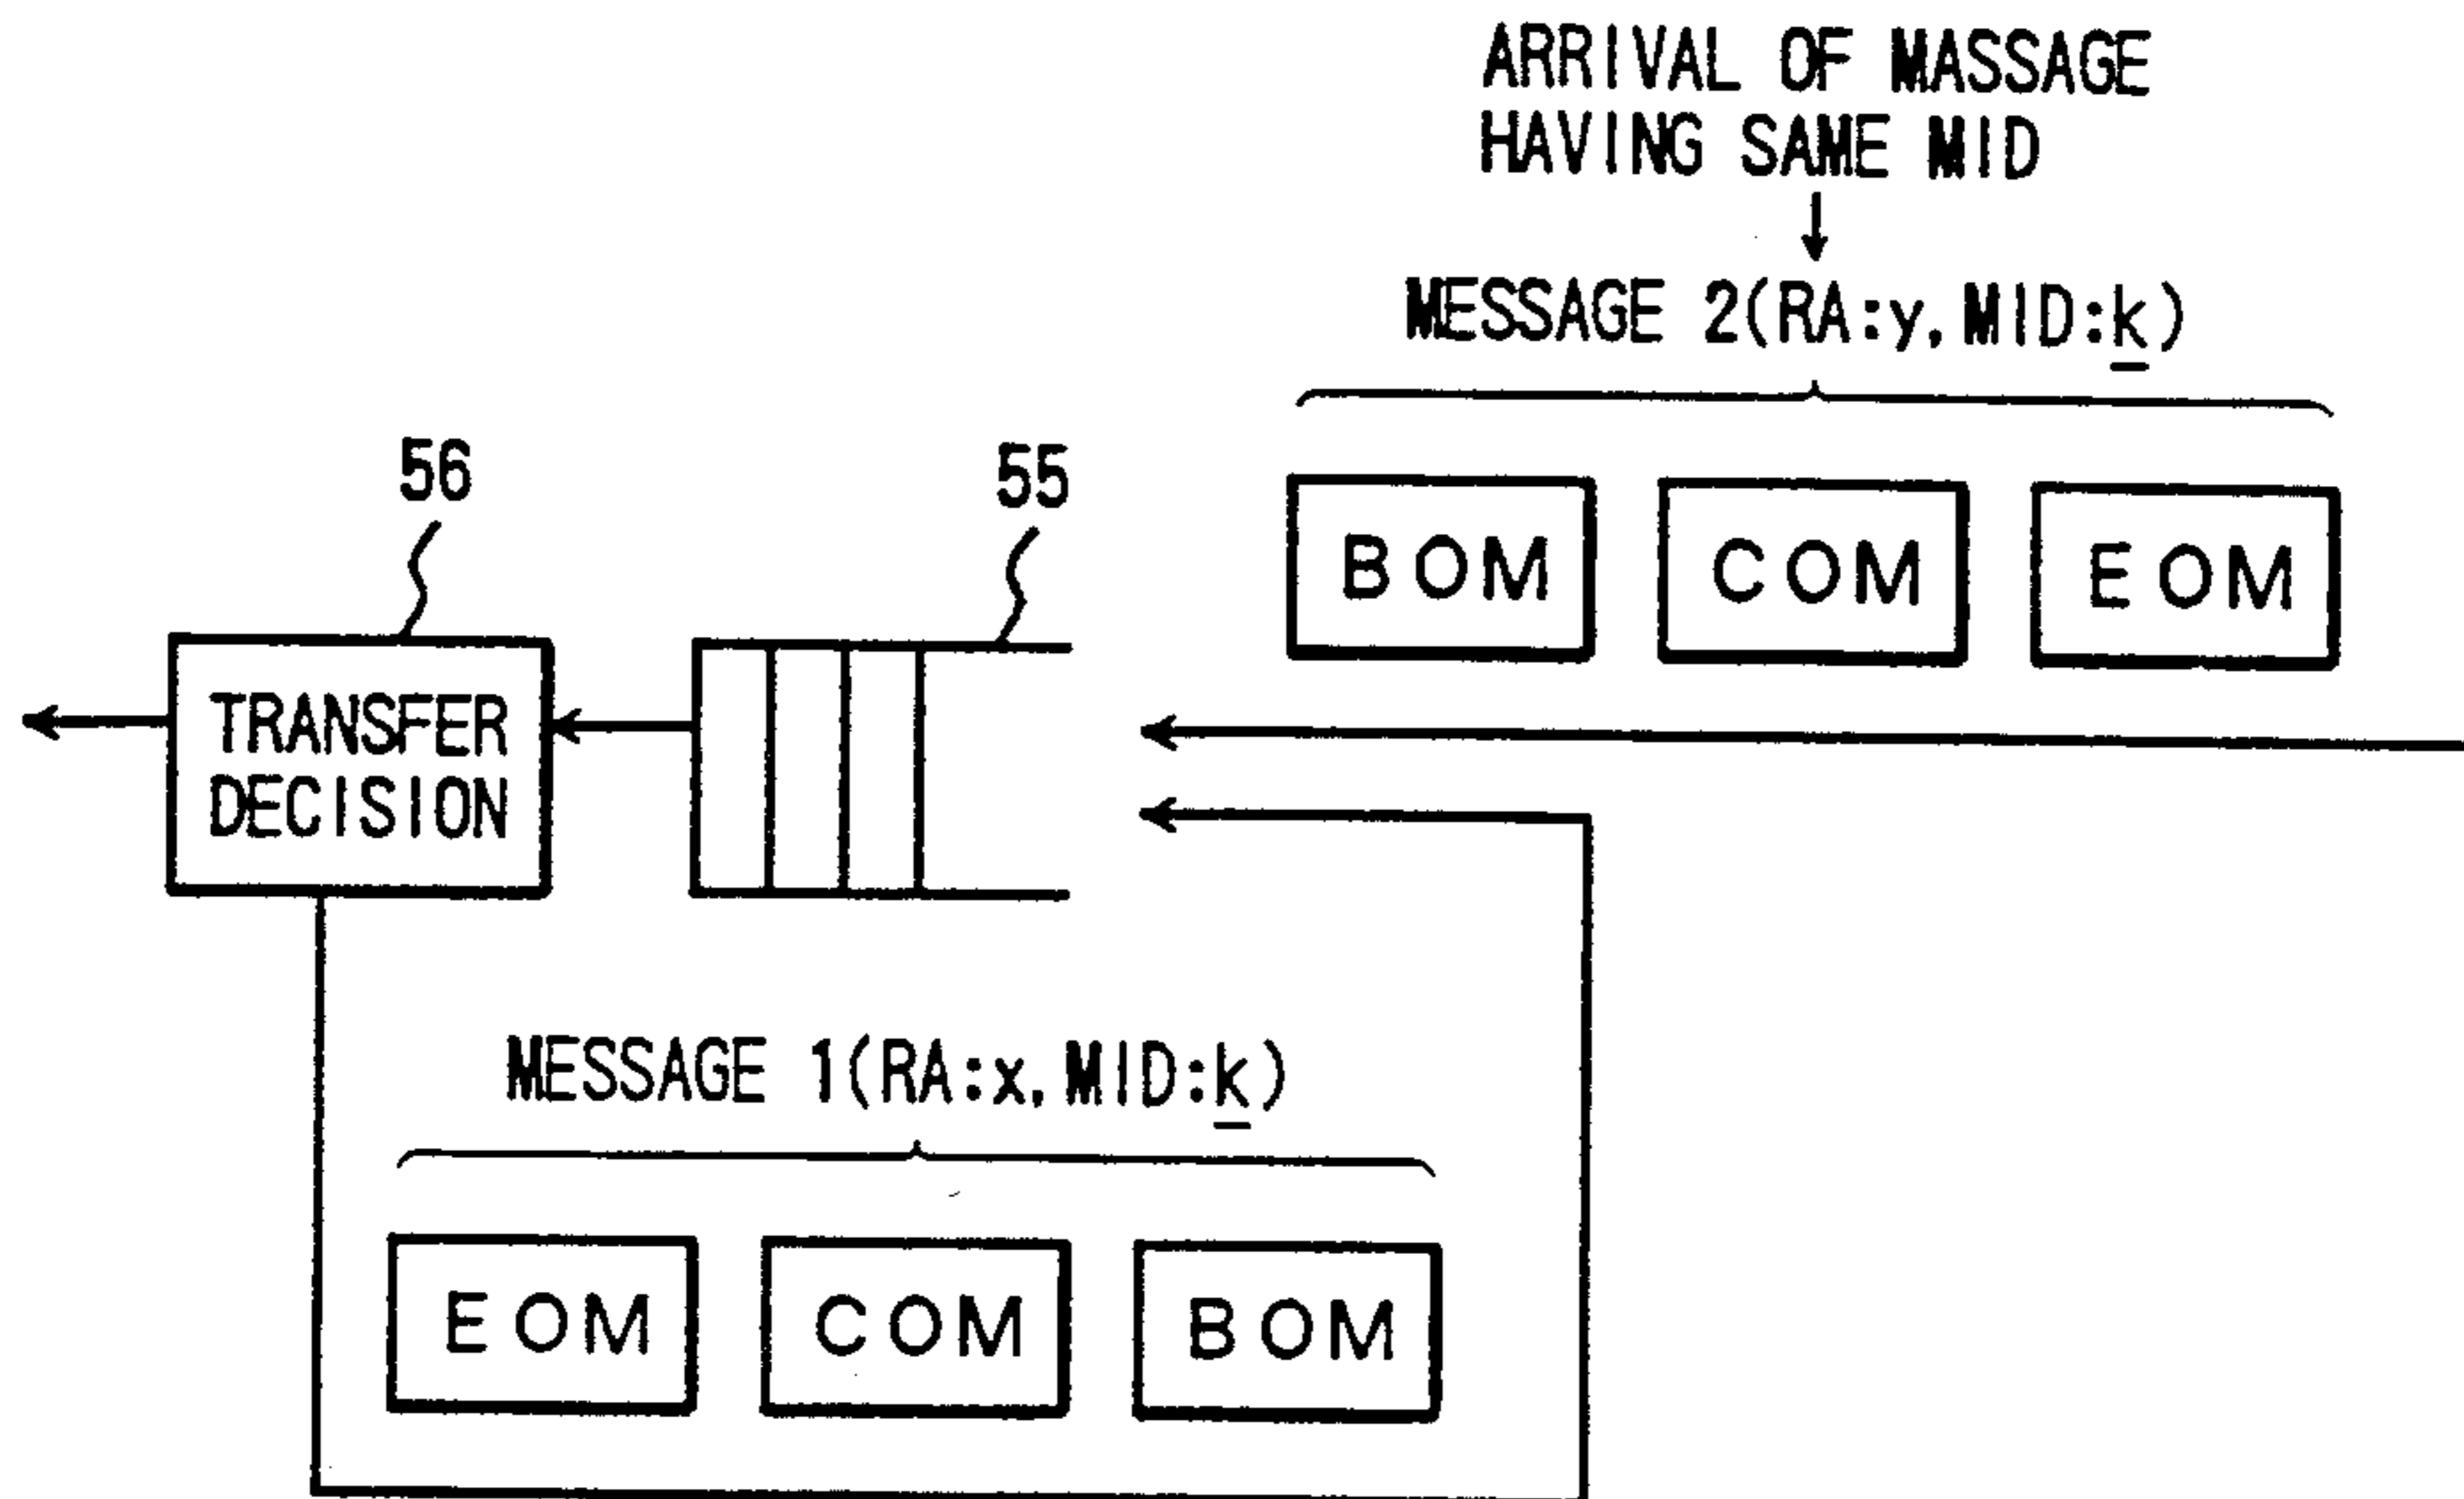 ARRIVAL OF MASSAGE
HAVING SAME MID
MESSAGE 2(RA:y, MID:k)
56
55
BOM
COM
EOM
TRANSFER
DECISION
MESSAGE 1(RA:x, MID:k)
EOM
COM
BOM